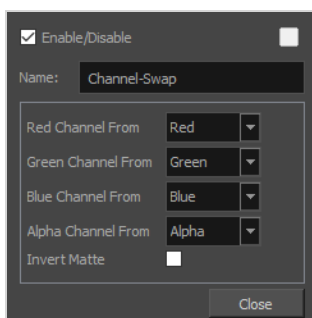 Enable/Disable
Name: Channel-Swap
Red Channel From Red
Green Channel From Green
Blue Channel From Blue
Alpha Channel From Alpha
Invert Matte
Close